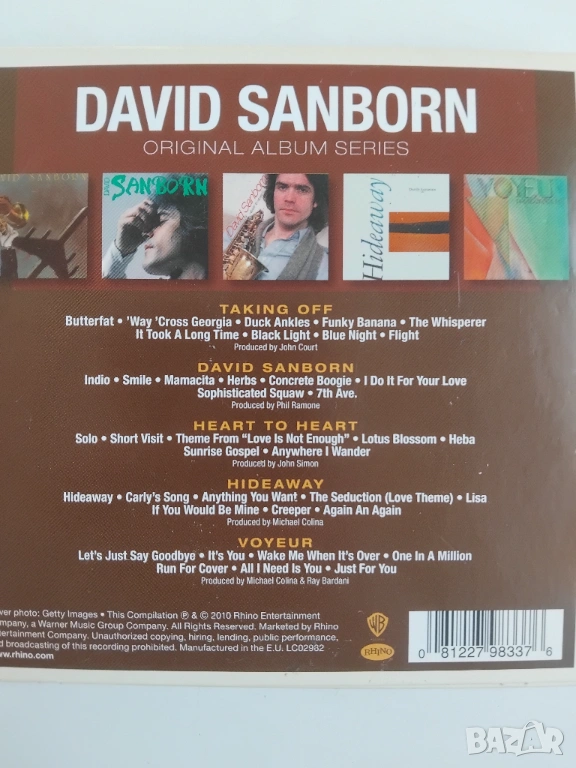 DAVID SANBORN
ORIGINAL ALBUM SERIES
VID SANBORN
DAVID
SANBORN
David Sanborn
Hideaway
VOYEU
TAKING OFF
Butterfat • 'Way 'Cross Georgia • Duck Ankles • Funky Banana • The Whisperer
It Took A Long Time • Black Light • Blue Night • Flight
Produced by John Court
DAVID SANBORN
Indio • Smile • Mamacita • Herbs • Concrete Boogie • I Do It For Your Love
Sophisticated Squaw • 7th Ave.
Produced by Phil Ramone
HEART TO HEART
Solo • Short Visit • Theme From "Love Is Not Enough" • Lotus Blossom • Heba
Sunrise Gospel • Anywhere I Wander
Produced by John Simon
HIDEAWAY
Hideaway • Carly's Song • Anything You Want • The Seduction (Love Theme) • Lisa
If You Would Be Mine • Creeper • Again An Again
Produced by Michael Colina
VOYEUR
Let's Just Say Goodbye • It's You • Wake Me When It's Over • One In A Million
Run For Cover • All I Need Is You • Just For You
Produced by Michael Colina & Ray Bardani
ver photo: Getty Images • This Compilation ℗ & © 2010 Rhino Entertainment
ompany, a Warner Music Group Company. All Rights Reserved. Marketed by Rhino
ntertainment Company. Unauthorized copying, hiring, lending, public performance,
nd broadcasting of this recording prohibited. Manufactured in the E.U. LC02982
ww.rhino.com
WB
RHINO
0 81227 98337 6
BAZAR